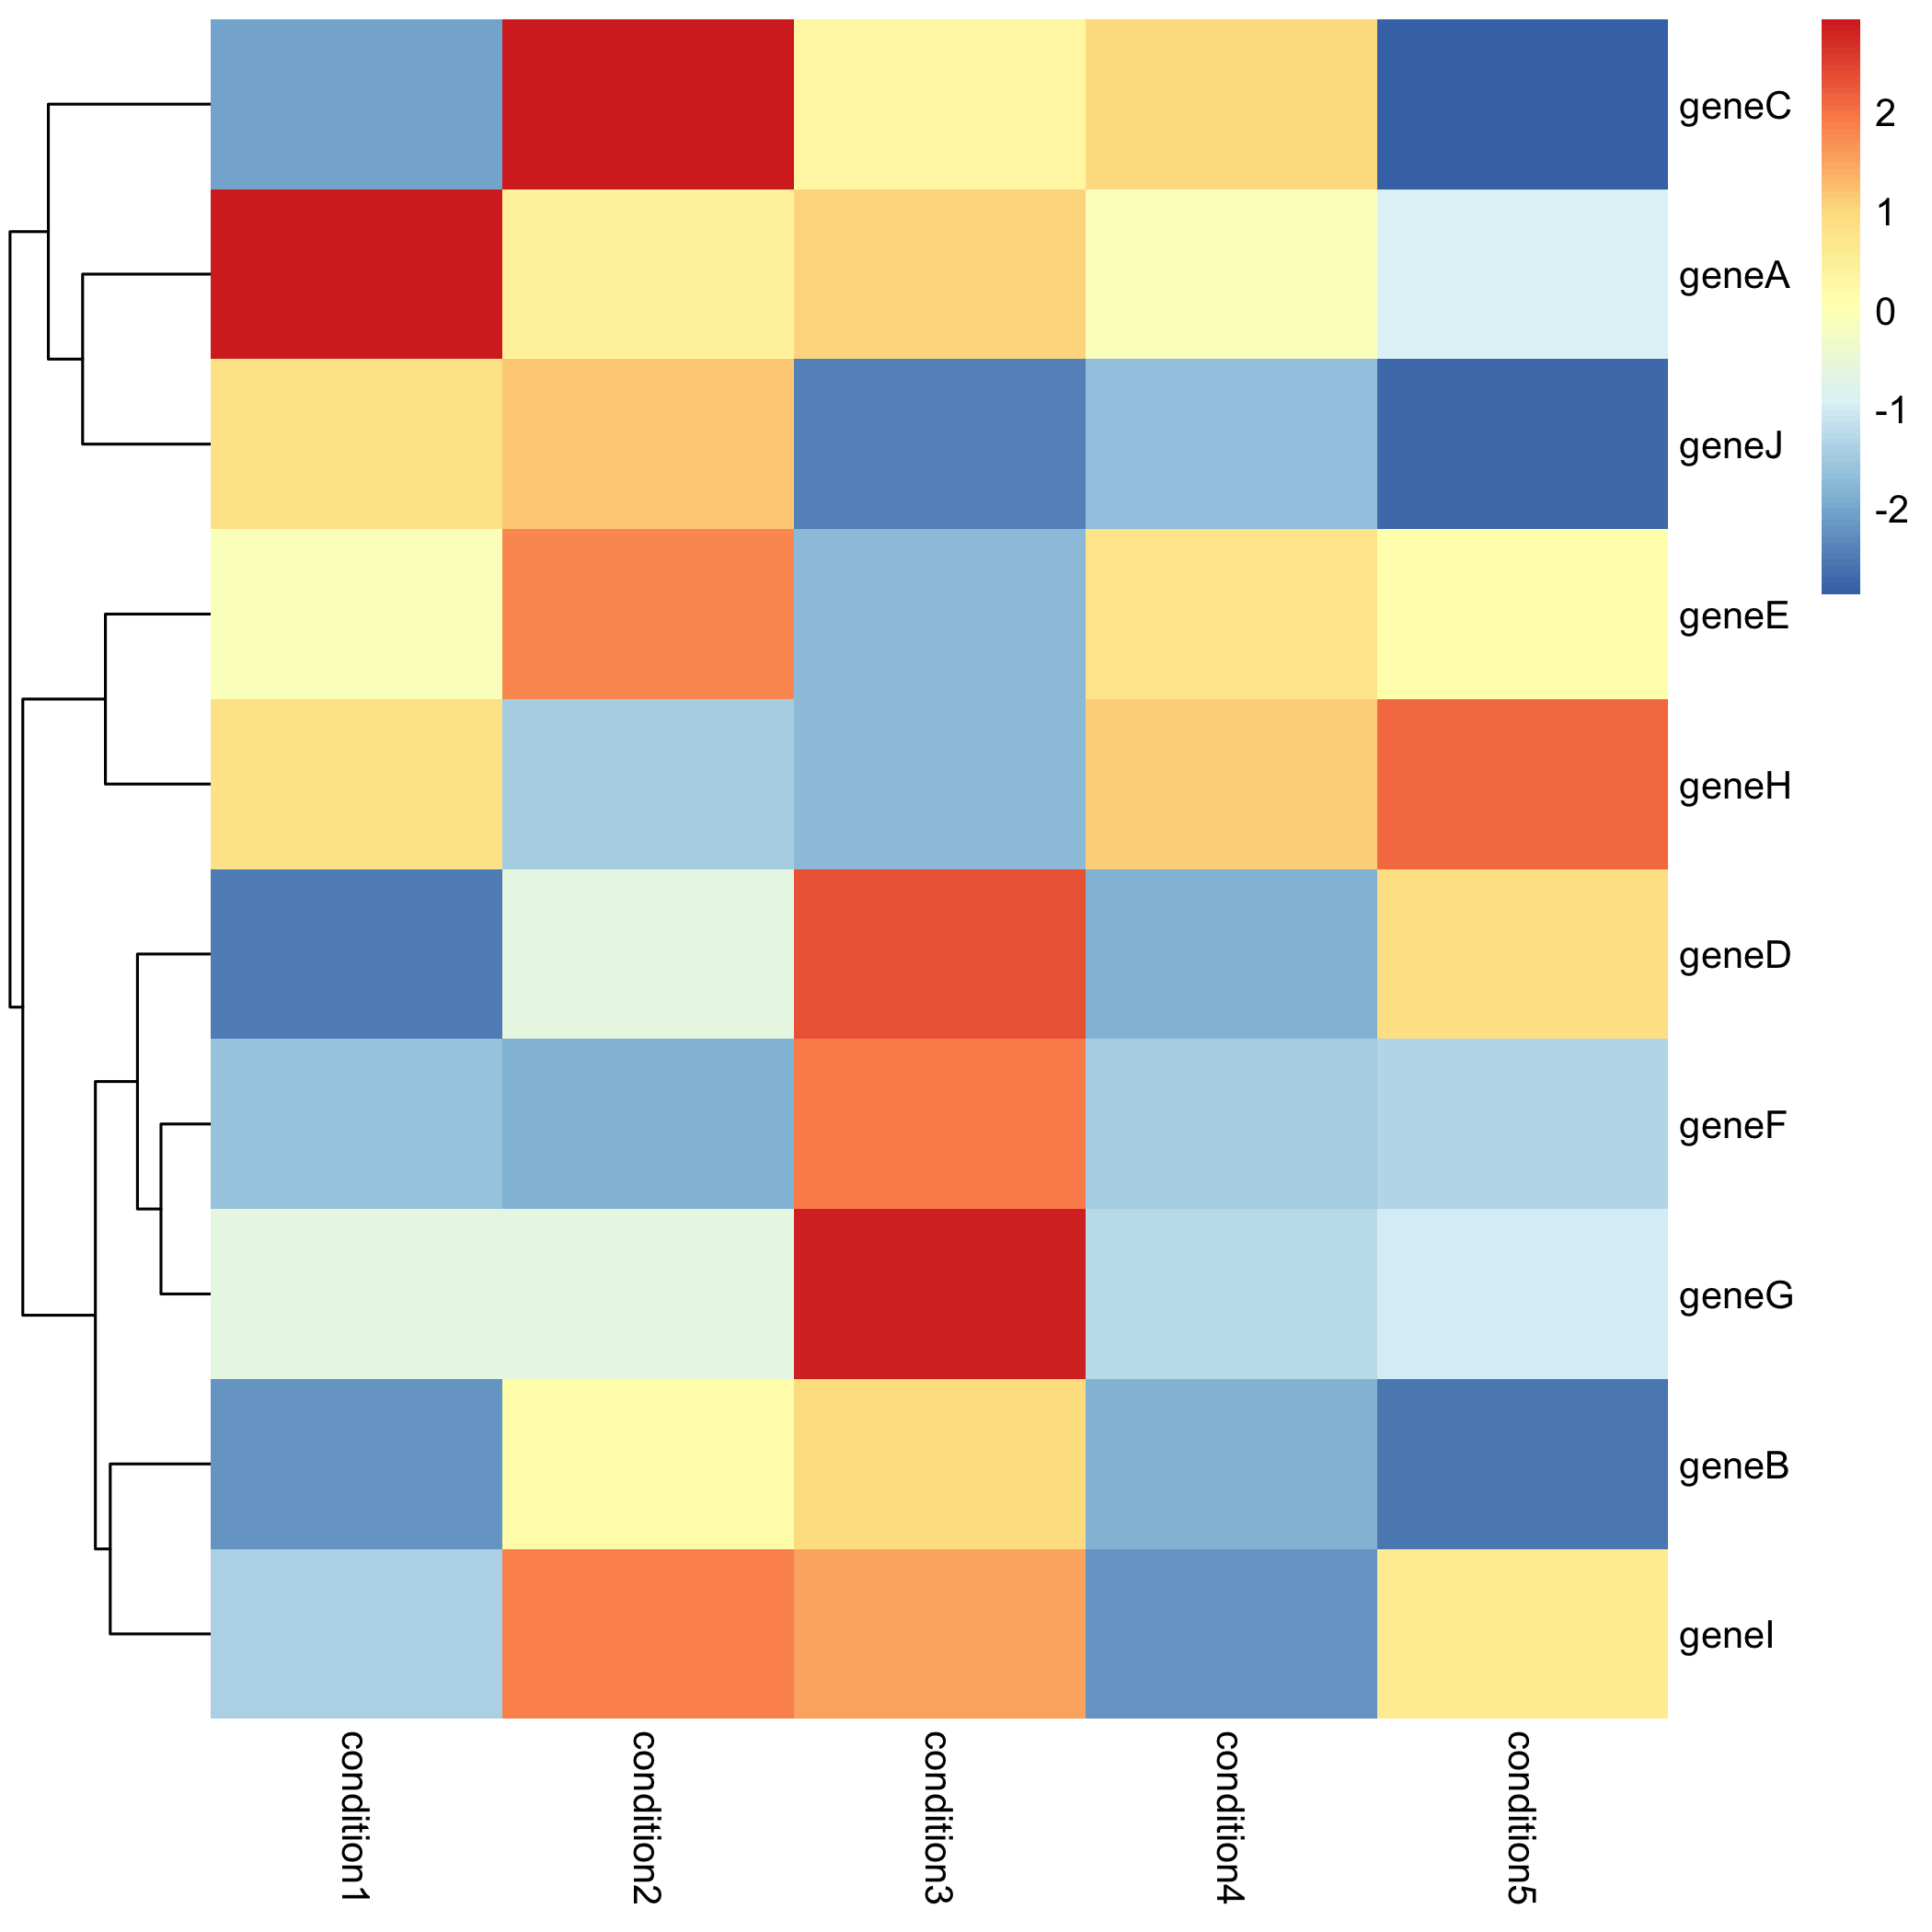 geneC
geneA
geneJ
geneE
geneH
geneD
geneF
geneG
geneB
geneI
2
1
0
-1
-2
condition1
condition2
condition3
condition4
condition5